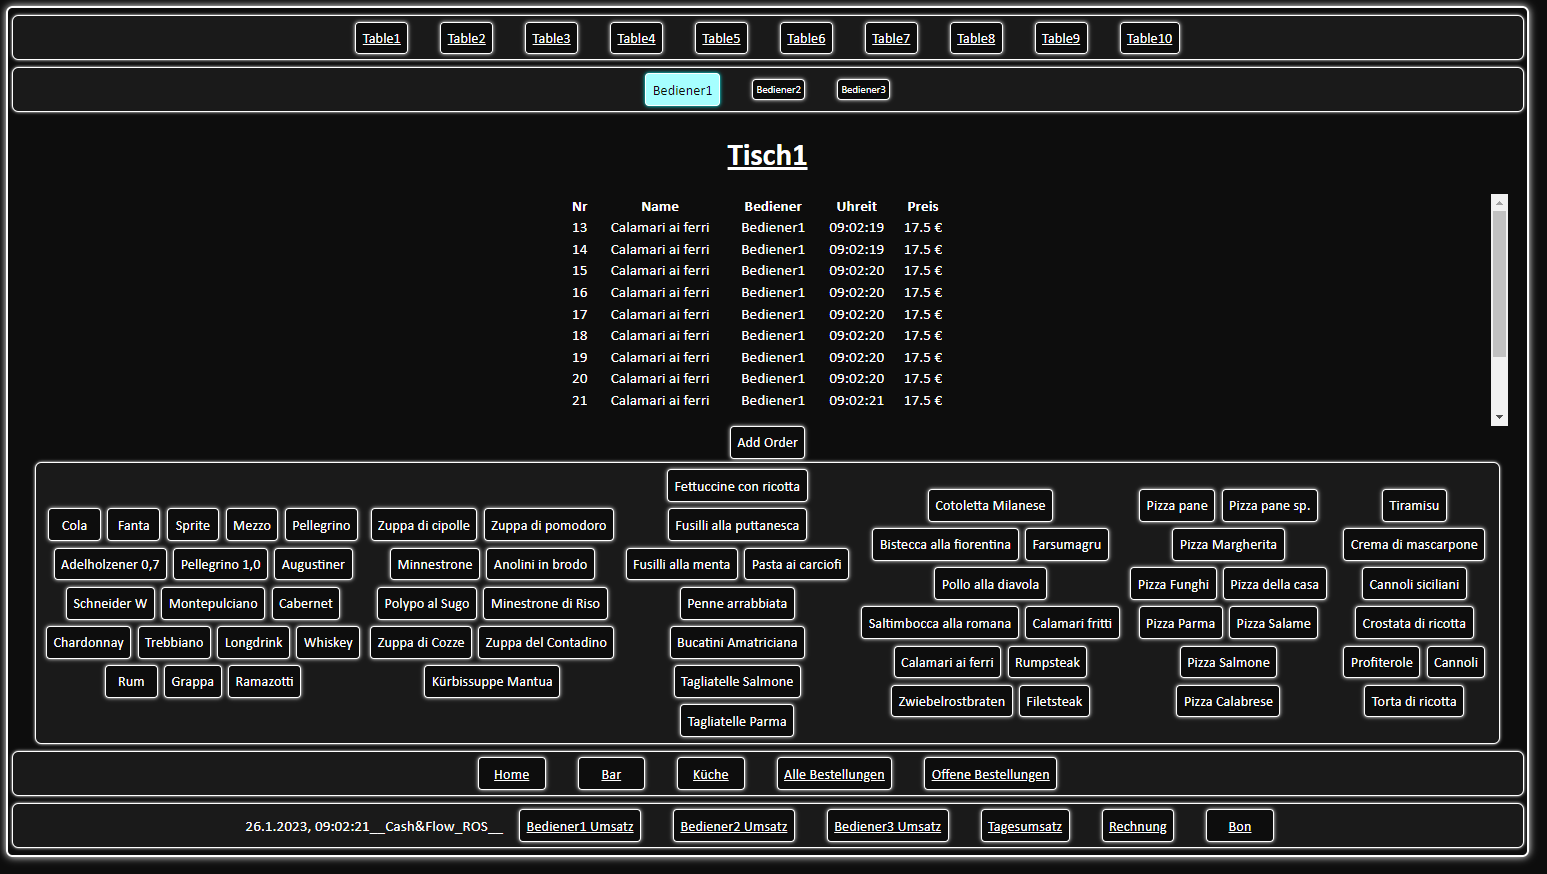 Table1 Table2 Table3 Table4 Table5 Table6 Table7 Table8 Table9 Table10
Bediener1 Bediener2 Bediener3
Tisch1
Nr Name Bediener Uhreit Preis
13 Calamari ai ferri Bediener1 09:02:19 17.5 €
14 Calamari ai ferri Bediener1 09:02:19 17.5 €
15 Calamari ai ferri Bediener1 09:02:20 17.5 €
16 Calamari ai ferri Bediener1 09:02:20 17.5 €
17 Calamari ai ferri Bediener1 09:02:20 17.5 €
18 Calamari ai ferri Bediener1 09:02:20 17.5 €
19 Calamari ai ferri Bediener1 09:02:20 17.5 €
20 Calamari ai ferri Bediener1 09:02:20 17.5 €
21 Calamari ai ferri Bediener1 09:02:21 17.5 €
Add Order
Cola Fanta Sprite Mezzo Pellegrino
Adelholzener 0,7 Pellegrino 1,0 Augustiner
Schneider W Montepulciano Cabernet
Chardonnay Trebbiano Longdrink Whiskey
Rum Grappa Ramazotti
Zuppa di cipolle Zuppa di pomodoro
Minnestrone Anolini in brodo
Polypo al Sugo Minestrone di Riso
Zuppa di Cozze Zuppa del Contadino
Kürbissuppe Mantua
Fettuccine con ricotta
Fusilli alla puttanesca
Fusilli alla menta Pasta ai carciofi
Penne arrabbiata
Bucatini Amatriciana
Tagliatelle Salmone
Tagliatelle Parma
Cotoletta Milanese
Bistecca alla fiorentina Farsumagru
Pollo alla diavola
Saltimbocca alla romana Calamari fritti
Calamari ai ferri Rumpsteak
Zwiebelrostbraten Filetsteak
Pizza pane Pizza pane sp.
Pizza Margherita
Pizza Funghi Pizza della casa
Pizza Parma Pizza Salame
Pizza Salmone
Pizza Calabrese
Tiramisu
Crema di mascarpone
Cannoli siciliani
Crostata di ricotta
Profiterole Cannoli
Torta di ricotta
Home Bar Küche Alle Bestellungen Offene Bestellungen
26.1.2023, 09:02:21__Cash&Flow_ROS__ Bediener1 Umsatz Bediener2 Umsatz Bediener3 Umsatz Tagesumsatz Rechnung Bon